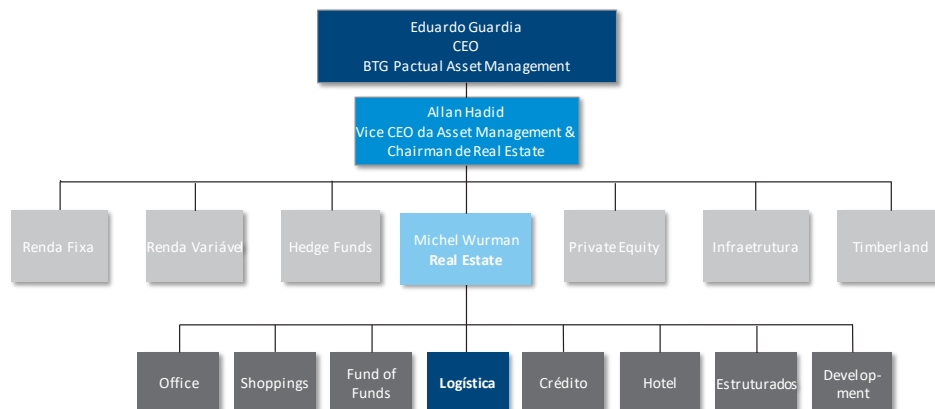 Eduardo Guardia
CEO
BTG Pactual Asset Management
Allan Hadid
Vice CEO da Asset Management &
Chairman de Real Estate
Renda Fixa
Renda Variável
Hedge Funds
Michel Wurman
Real Estate
Private Equity
Infraetrutura
Timberland
Office
Shoppings
Fund of
Funds
Logística
Crédito
Hotel
Estruturados
Develop-
ment